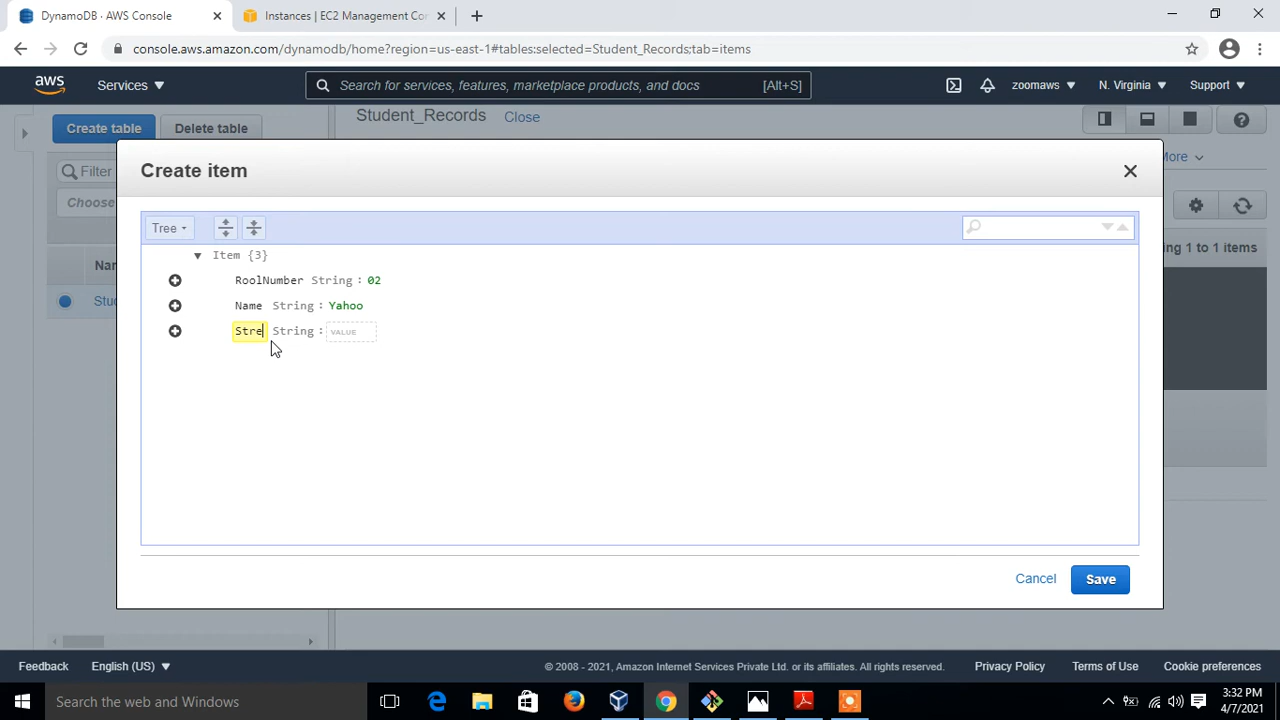 DynamoDB · AWS Console
Instances | EC2 Management Con
console.aws.amazon.com/dynamodb/home?region=us-east-1#tables:selected=Student_Records;tab=items
aws Services Search for services, features, marketplace products, and docs [Alt+S] zoomaws N. Virginia Support
Create table Delete table Student_Records Close
Filter More
Choose
Nam ing 1 to 1 items
Stu
Create item
Tree
Item {3}
RoolNumber String : 02
Name String : Yahoo
Stre String : VALUE
Cancel Save
Feedback English (US) © 2008 - 2021, Amazon Internet Services Private Ltd. or its affiliates. All rights reserved. Privacy Policy Terms of Use Cookie preferences
Search the web and Windows
3:32 PM
4/7/2021